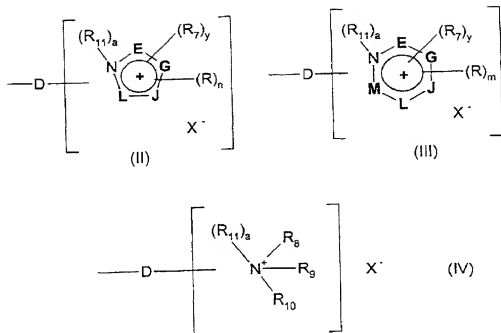 (R₁₁)ₐ E (R₇)ᵧ
N + G
—D— (R)ₙ
L J
X⁻
(II)
(R₁₁)ₐ E (R₇)ᵧ
N + G
—D— (R)ₘ
M J
L X⁻
(III)
(R₁₁)ₐ R₈
—D— N⁺ R₉ X⁻ (IV)
R₁₀